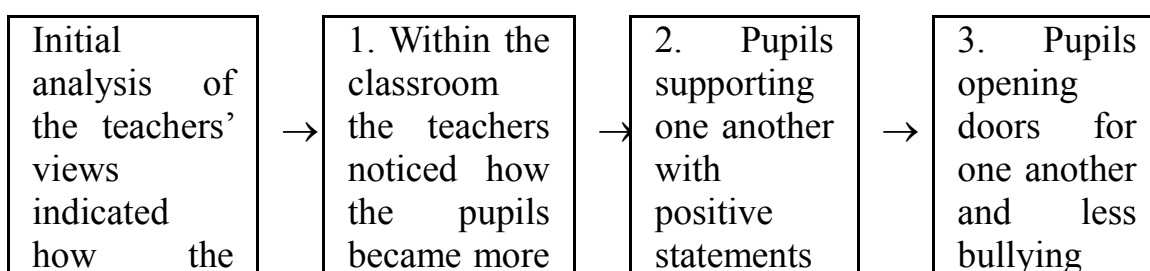 Initial
analysis of
the teachers’
views
indicated
how the
→
1. Within the
classroom
the teachers
noticed how
the pupils
became more
→
2. Pupils
supporting
one another
with
positive
statements
→
3. Pupils
opening
doors for
one another
and less
bullying